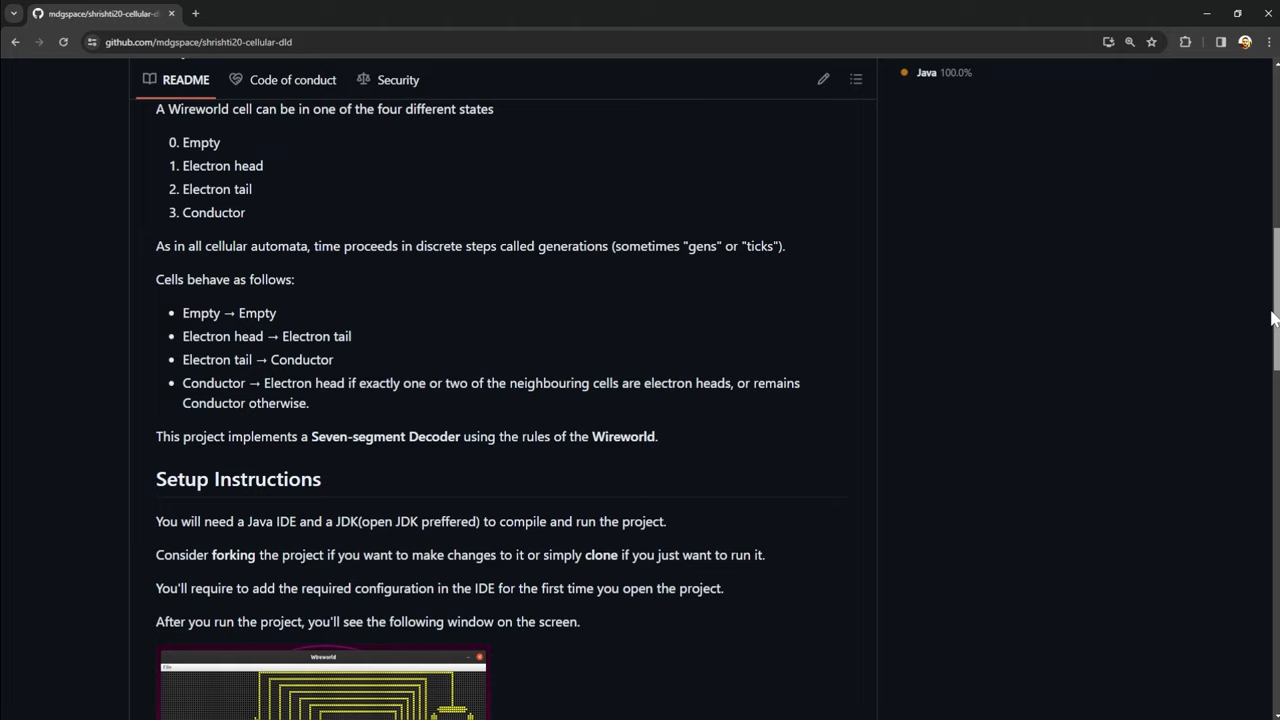 mdgspace/shrishti20-cellular-dl
github.com/mdgspace/shrishti20-cellular-dld
README
Code of conduct
Security
Java 100.0%
A Wireworld cell can be in one of the four different states
0. Empty
1. Electron head
2. Electron tail
3. Conductor
As in all cellular automata, time proceeds in discrete steps called generations (sometimes "gens" or "ticks").
Cells behave as follows:
• Empty → Empty
• Electron head → Electron tail
• Electron tail → Conductor
• Conductor → Electron head if exactly one or two of the neighbouring cells are electron heads, or remains
Conductor otherwise.
This project implements a Seven-segment Decoder using the rules of the Wireworld.
Setup Instructions
You will need a Java IDE and a JDK(open JDK preffered) to compile and run the project.
Consider forking the project if you want to make changes to it or simply clone if you just want to run it.
You'll require to add the required configuration in the IDE for the first time you open the project.
After you run the project, you'll see the following window on the screen.
Wireworld
File